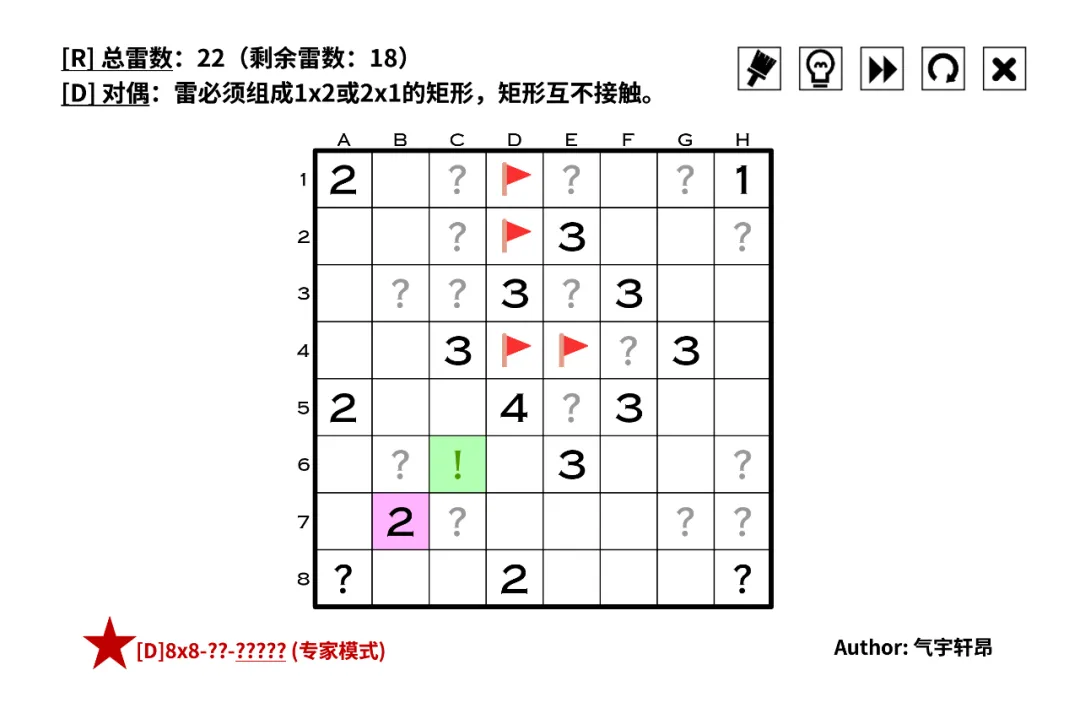 [R] 总雷数：22（剩余雷数：18）
[D] 对偶：雷必须组成1x2或2x1的矩形，矩形互不接触。
A B C D E F G H
1 2 ? ? ? 1
2 ? 3 ?
3 ? ? 3 ? 3
4 3 ? 3
5 2 4 ? 3
6 ? ! 3 ?
7 2 ? ? ?
8 ? 2 ?
[D]8x8-??-????? (专家模式)
Author: 气宇轩昂